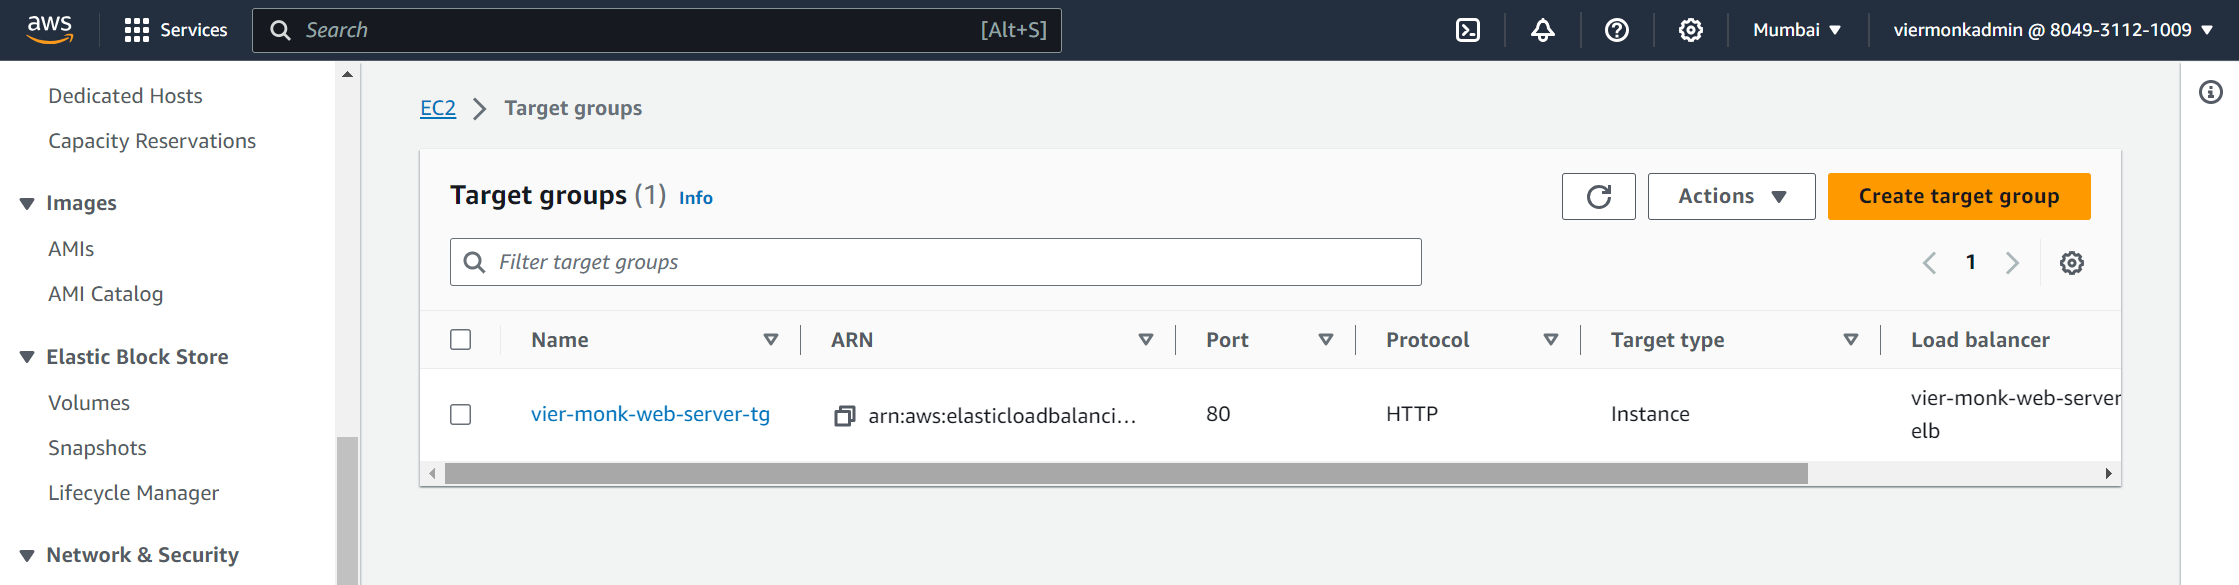 aws
Services
Search [Alt+S]
Mumbai
viermonkadmin @ 8049-3112-1009
Dedicated Hosts
Capacity Reservations
Images
AMIs
AMI Catalog
Elastic Block Store
Volumes
Snapshots
Lifecycle Manager
Network & Security
EC2 Target groups
Target groups (1) Info
Actions
Create target group
Filter target groups
1
Name ARN Port Protocol Target type Load balancer
vier-monk-web-server-tg arn:aws:elasticloadbalanci... 80 HTTP Instance vier-monk-web-server
elb